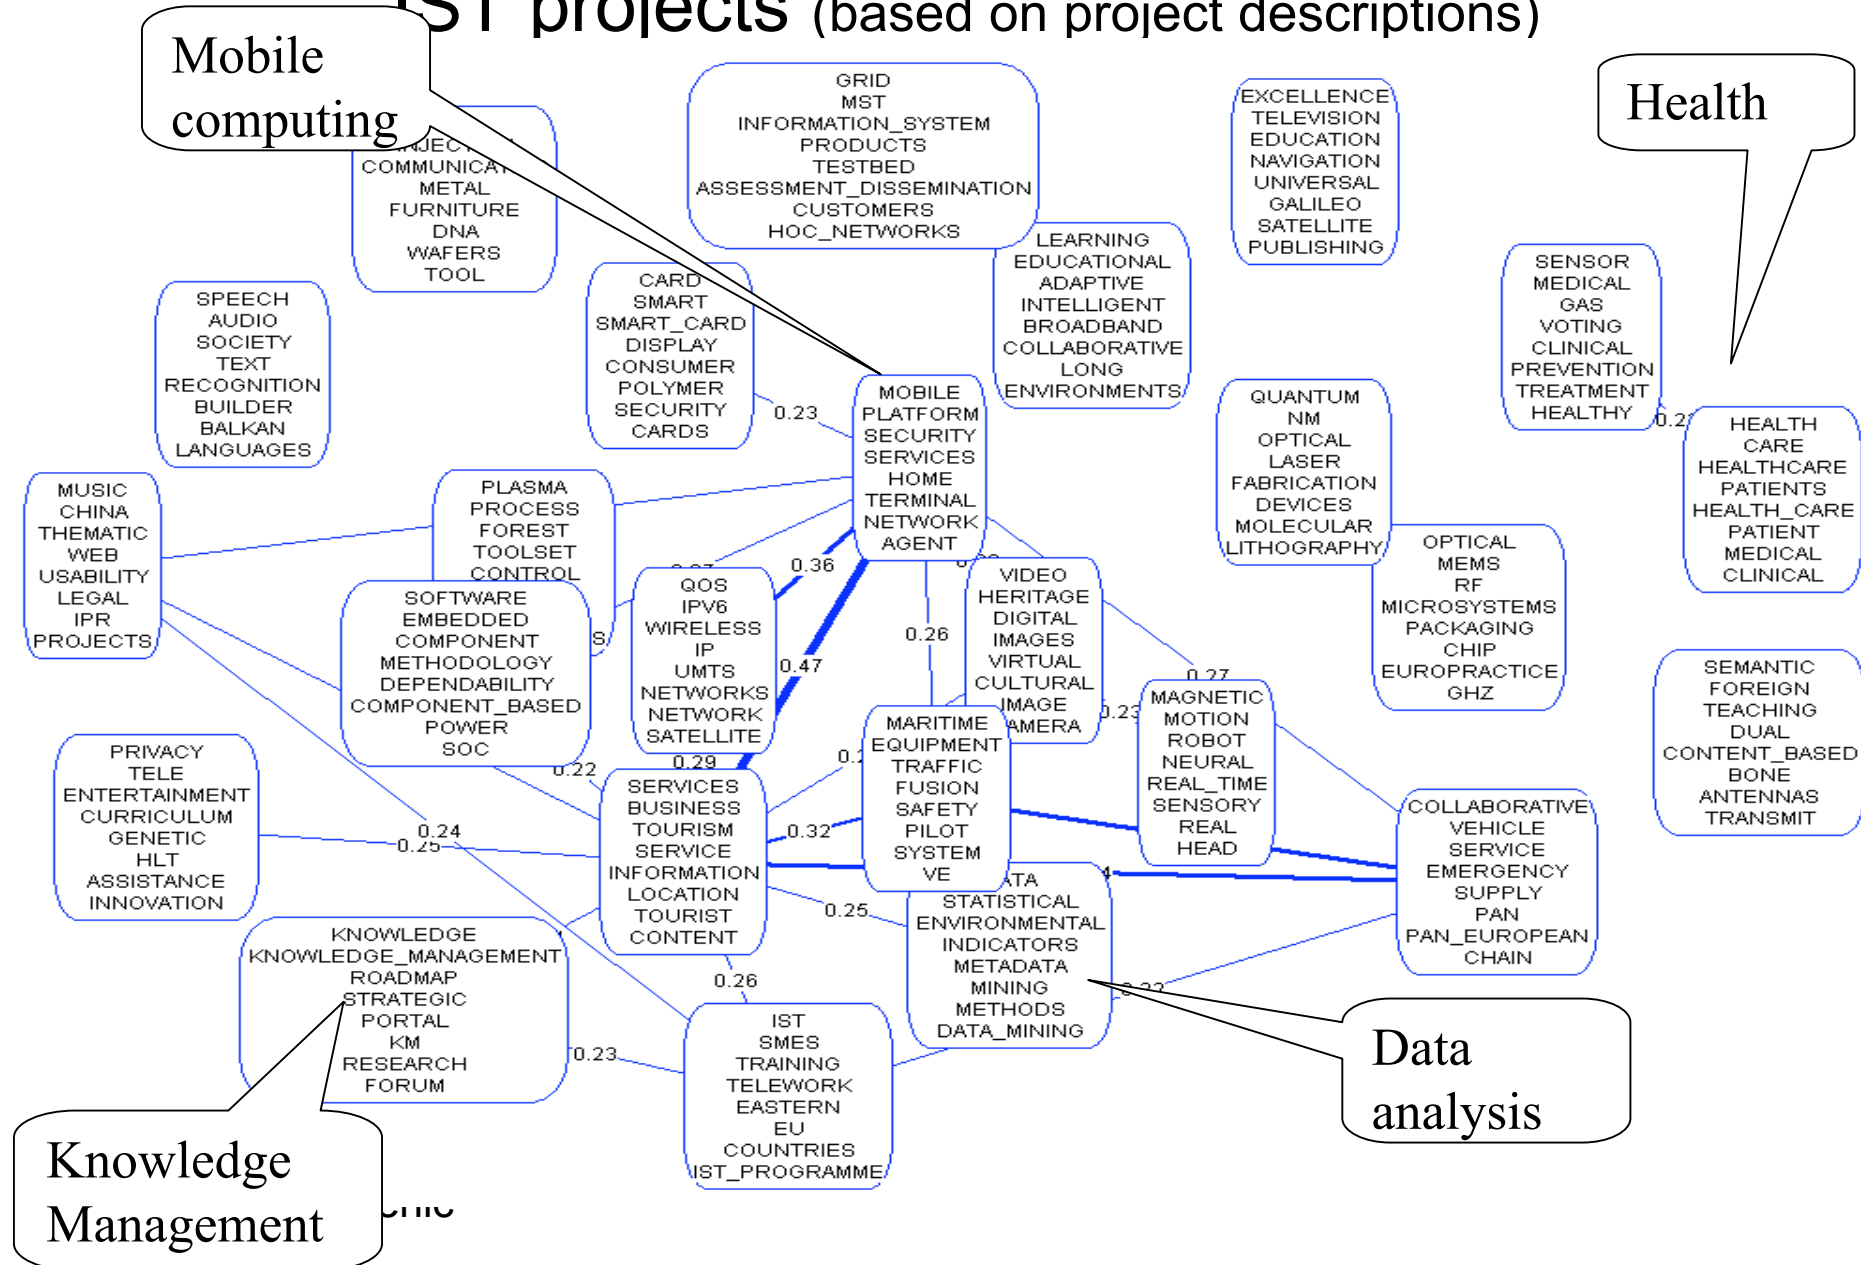 IST projects (based on project descriptions)
Mobile
computing
Health
COMMUNICAT
METAL
FURNITURE
DNA
WAFERS
TOOL
GRID
MST
INFORMATION_SYSTEM
PRODUCTS
TESTBED
ASSESSMENT_DISSEMINATION
CUSTOMERS
HOC_NETWORKS
EXCELLENCE
TELEVISION
EDUCATION
NAVIGATION
UNIVERSAL
GALILEO
SATELLITE
PUBLISHING
LEARNING
EDUCATIONAL
ADAPTIVE
INTELLIGENT
BROADBAND
COLLABORATIVE
LONG
ENVIRONMENTS
SENSOR
MEDICAL
GAS
VOTING
CLINICAL
PREVENTION
TREATMENT
HEALTHY
SPEECH
AUDIO
SOCIETY
TEXT
RECOGNITION
BUILDER
BALKAN
LANGUAGES
CARD
SMART
SMART_CARD
DISPLAY
CONSUMER
POLYMER
SECURITY
CARDS
0.23
MOBILE
PLATFORM
SECURITY
SERVICES
HOME
TERMINAL
NETWORK
AGENT
QUANTUM
NM
OPTICAL
LASER
FABRICATION
DEVICES
MOLECULAR
LITHOGRAPHY
HEALTH
CARE
HEALTHCARE
PATIENTS
HEALTH_CARE
PATIENT
MEDICAL
CLINICAL
MUSIC
CHINA
THEMATIC
WEB
USABILITY
LEGAL
IPR
PROJECTS
PLASMA
PROCESS
FOREST
TOOLSET
CONTROL
S
SOFTWARE
EMBEDDED
COMPONENT
METHODOLOGY
DEPENDABILITY
COMPONENT_BASED
POWER
SOC
QOS
IPV6
WIRELESS
IP
UMTS
NETWORKS
NETWORK
SATELLITE
0.36
0.47
0.26
VIDEO
HERITAGE
DIGITAL
IMAGES
VIRTUAL
CULTURAL
IMAGE
AMERA
0.27
0.23
OPTICAL
MEMS
RF
MICROSYSTEMS
PACKAGING
CHIP
EUROPRACTICE
GHZ
SEMANTIC
FOREIGN
TEACHING
DUAL
CONTENT_BASED
BONE
ANTENNAS
TRANSMIT
MAGNETIC
MOTION
ROBOT
NEURAL
REAL_TIME
SENSORY
REAL
HEAD
MARITIME
EQUIPMENT
TRAFFIC
FUSION
SAFETY
PILOT
SYSTEM
VE
PRIVACY
TELE
ENTERTAINMENT
CURRICULUM
GENETIC
HLT
ASSISTANCE
INNOVATION
0.22
0.29
0.24
0.25
SERVICES
BUSINESS
TOURISM
SERVICE
INFORMATION
LOCATION
TOURIST
CONTENT
0.32
0.25
0.26
COLLABORATIVE
VEHICLE
SERVICE
EMERGENCY
SUPPLY
PAN
PAN_EUROPEAN
CHAIN
ATA
STATISTICAL
ENVIRONMENTAL
INDICATORS
METADATA
MINING
METHODS
DATA_MINING
KNOWLEDGE
KNOWLEDGE_MANAGEMENT
ROADMAP
STRATEGIC
PORTAL
KM
RESEARCH
FORUM
0.23
IST
SMES
TRAINING
TELEWORK
EASTERN
EU
COUNTRIES
IST_PROGRAMME
Data
analysis
Knowledge
Management